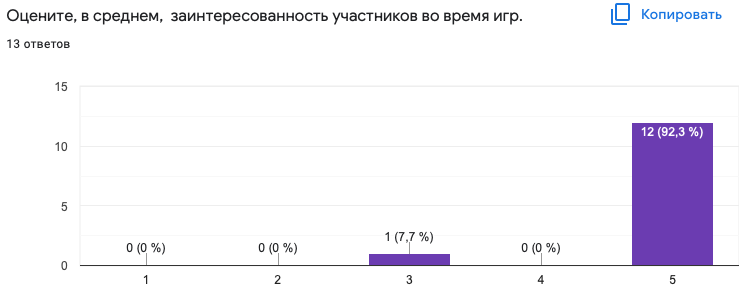 Оцените, в среднем,  заинтересованность участников во время игр.
Копировать
13 ответов
15
10
5
0
0 (0 %)
0 (0 %)
1 (7,7 %)
0 (0 %)
12 (92,3 %)
1
2
3
4
5